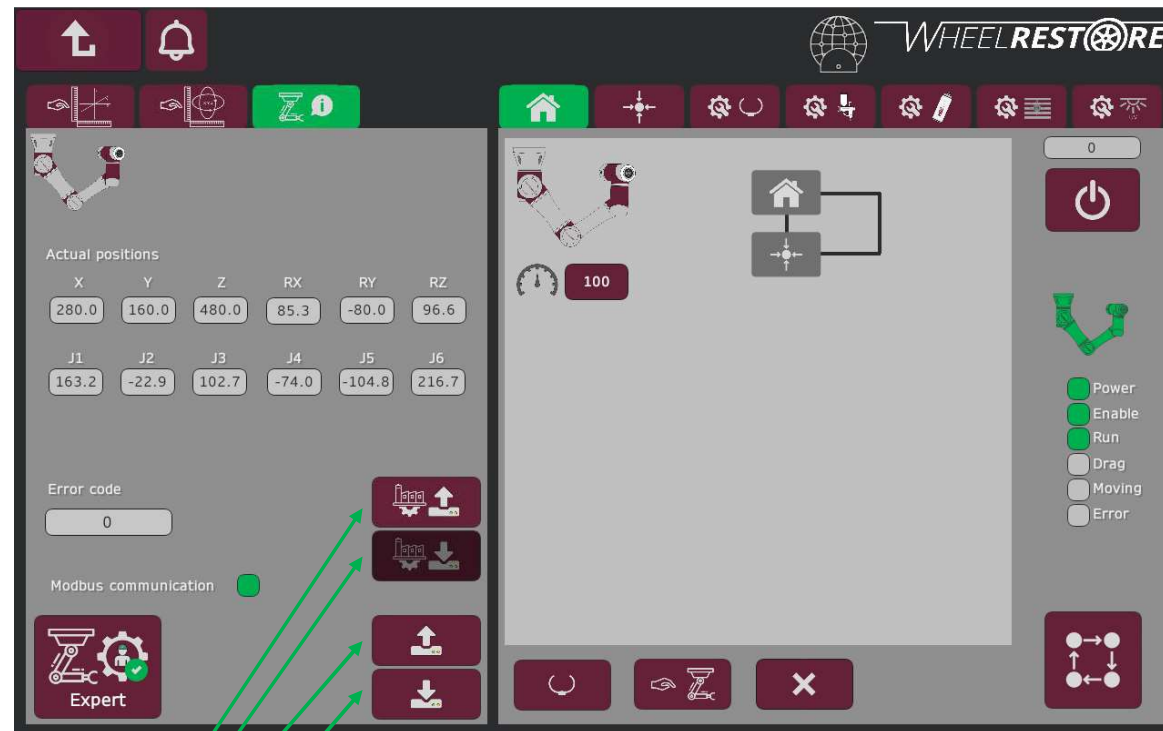 WHEELRESTORE
0
Actual positions
X Y Z RX RY RZ
280.0 160.0 480.0 85.3 -80.0 96.6
J1 J2 J3 J4 J5 J6
163.2 -22.9 102.7 -74.0 -104.8 216.7
Error code
0
Modbus communication
Expert
100
Power
Enable
Run
Drag
Moving
Error